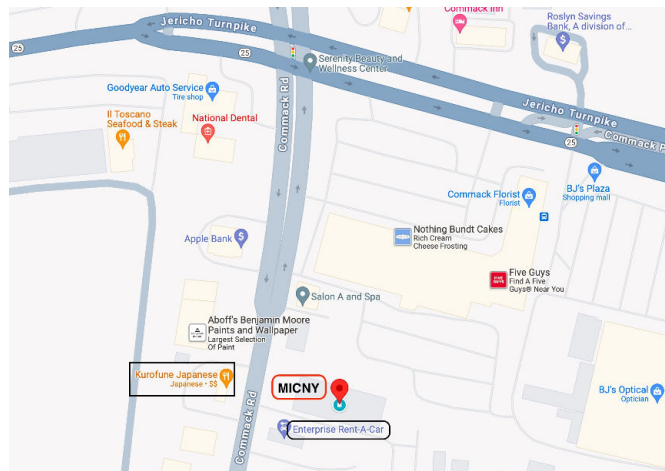 Commack Inn
Roslyn Savings
Bank, A division of...
Jericho Turnpike
25
25
Serenity Beauty and
Wellness Center
Goodyear Auto Service
Tire shop
Il Toscano
Seafood & Steak
National Dental
Commack Rd
Jericho Turnpike
Commack R
25
BJ's Plaza
Shopping mall
Commack Florist
Florist
Apple Bank
Nothing Bundt Cakes
Rich Cream
Cheese Frosting
FIVE GUYS
Five Guys
Find A Five
Guys® Near You
Salon A and Spa
Aboff's Benjamin Moore
Paints and Wallpaper
Largest Selection
Of Paint
Kurofune Japanese
Japanese • $$
MICNY
Commack Rd
Enterprise Rent-A-Car
BJ's Optical
Optician